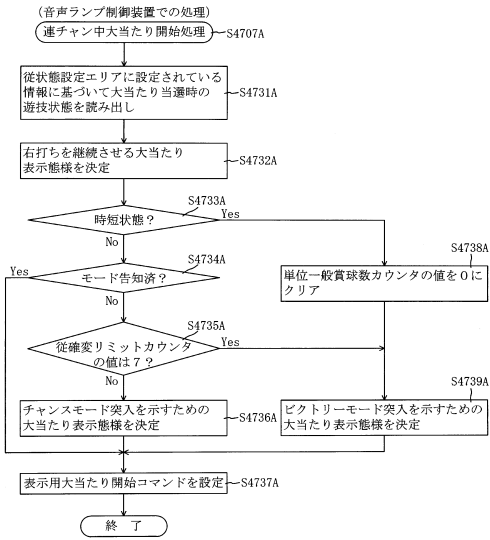 (音声ランプ制御装置での処理)
連チャン中大当たり開始処理
S4707A
従状態設定エリアに設定されている
情報に基づいて大当たり当選時の
遊技状態を読み出し
S4731A
右打ちを継続させる大当たり
表示態様を決定
S4732A
時短状態?
S4733A
Yes
No
モード告知済?
S4734A
Yes
No
S4738A
単位一般賞球数カウンタの値を0に
クリア
従確変リミットカウンタ
の値は7?
S4735A
Yes
No
チャンスモード突入を示すための
大当たり表示態様を決定
S4736A
S4739A
ビクトリーモード突入を示すための
大当たり表示態様を決定
表示用大当たり開始コマンドを設定
S4737A
終了